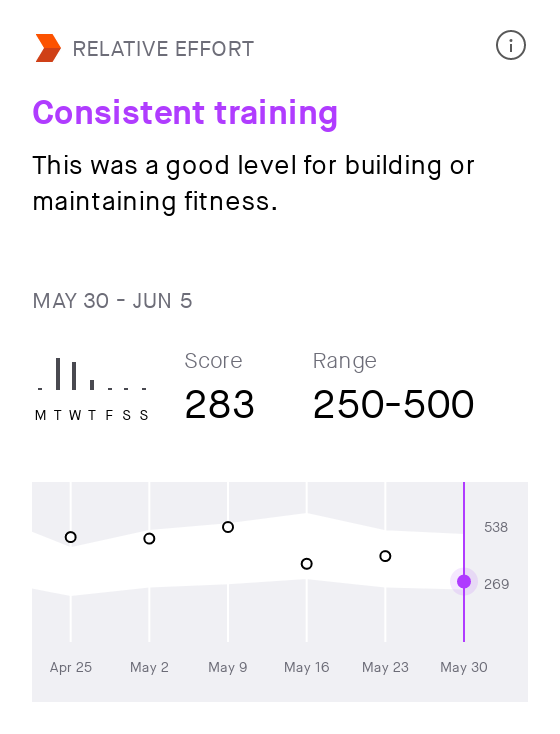 RELATIVE EFFORT
Consistent training
This was a good level for building or
maintaining fitness.
MAY 30 - JUN 5
Score
Range
283
250-500
M T W T F S S
538
269
Apr 25
May 2
May 9
May 16
May 23
May 30